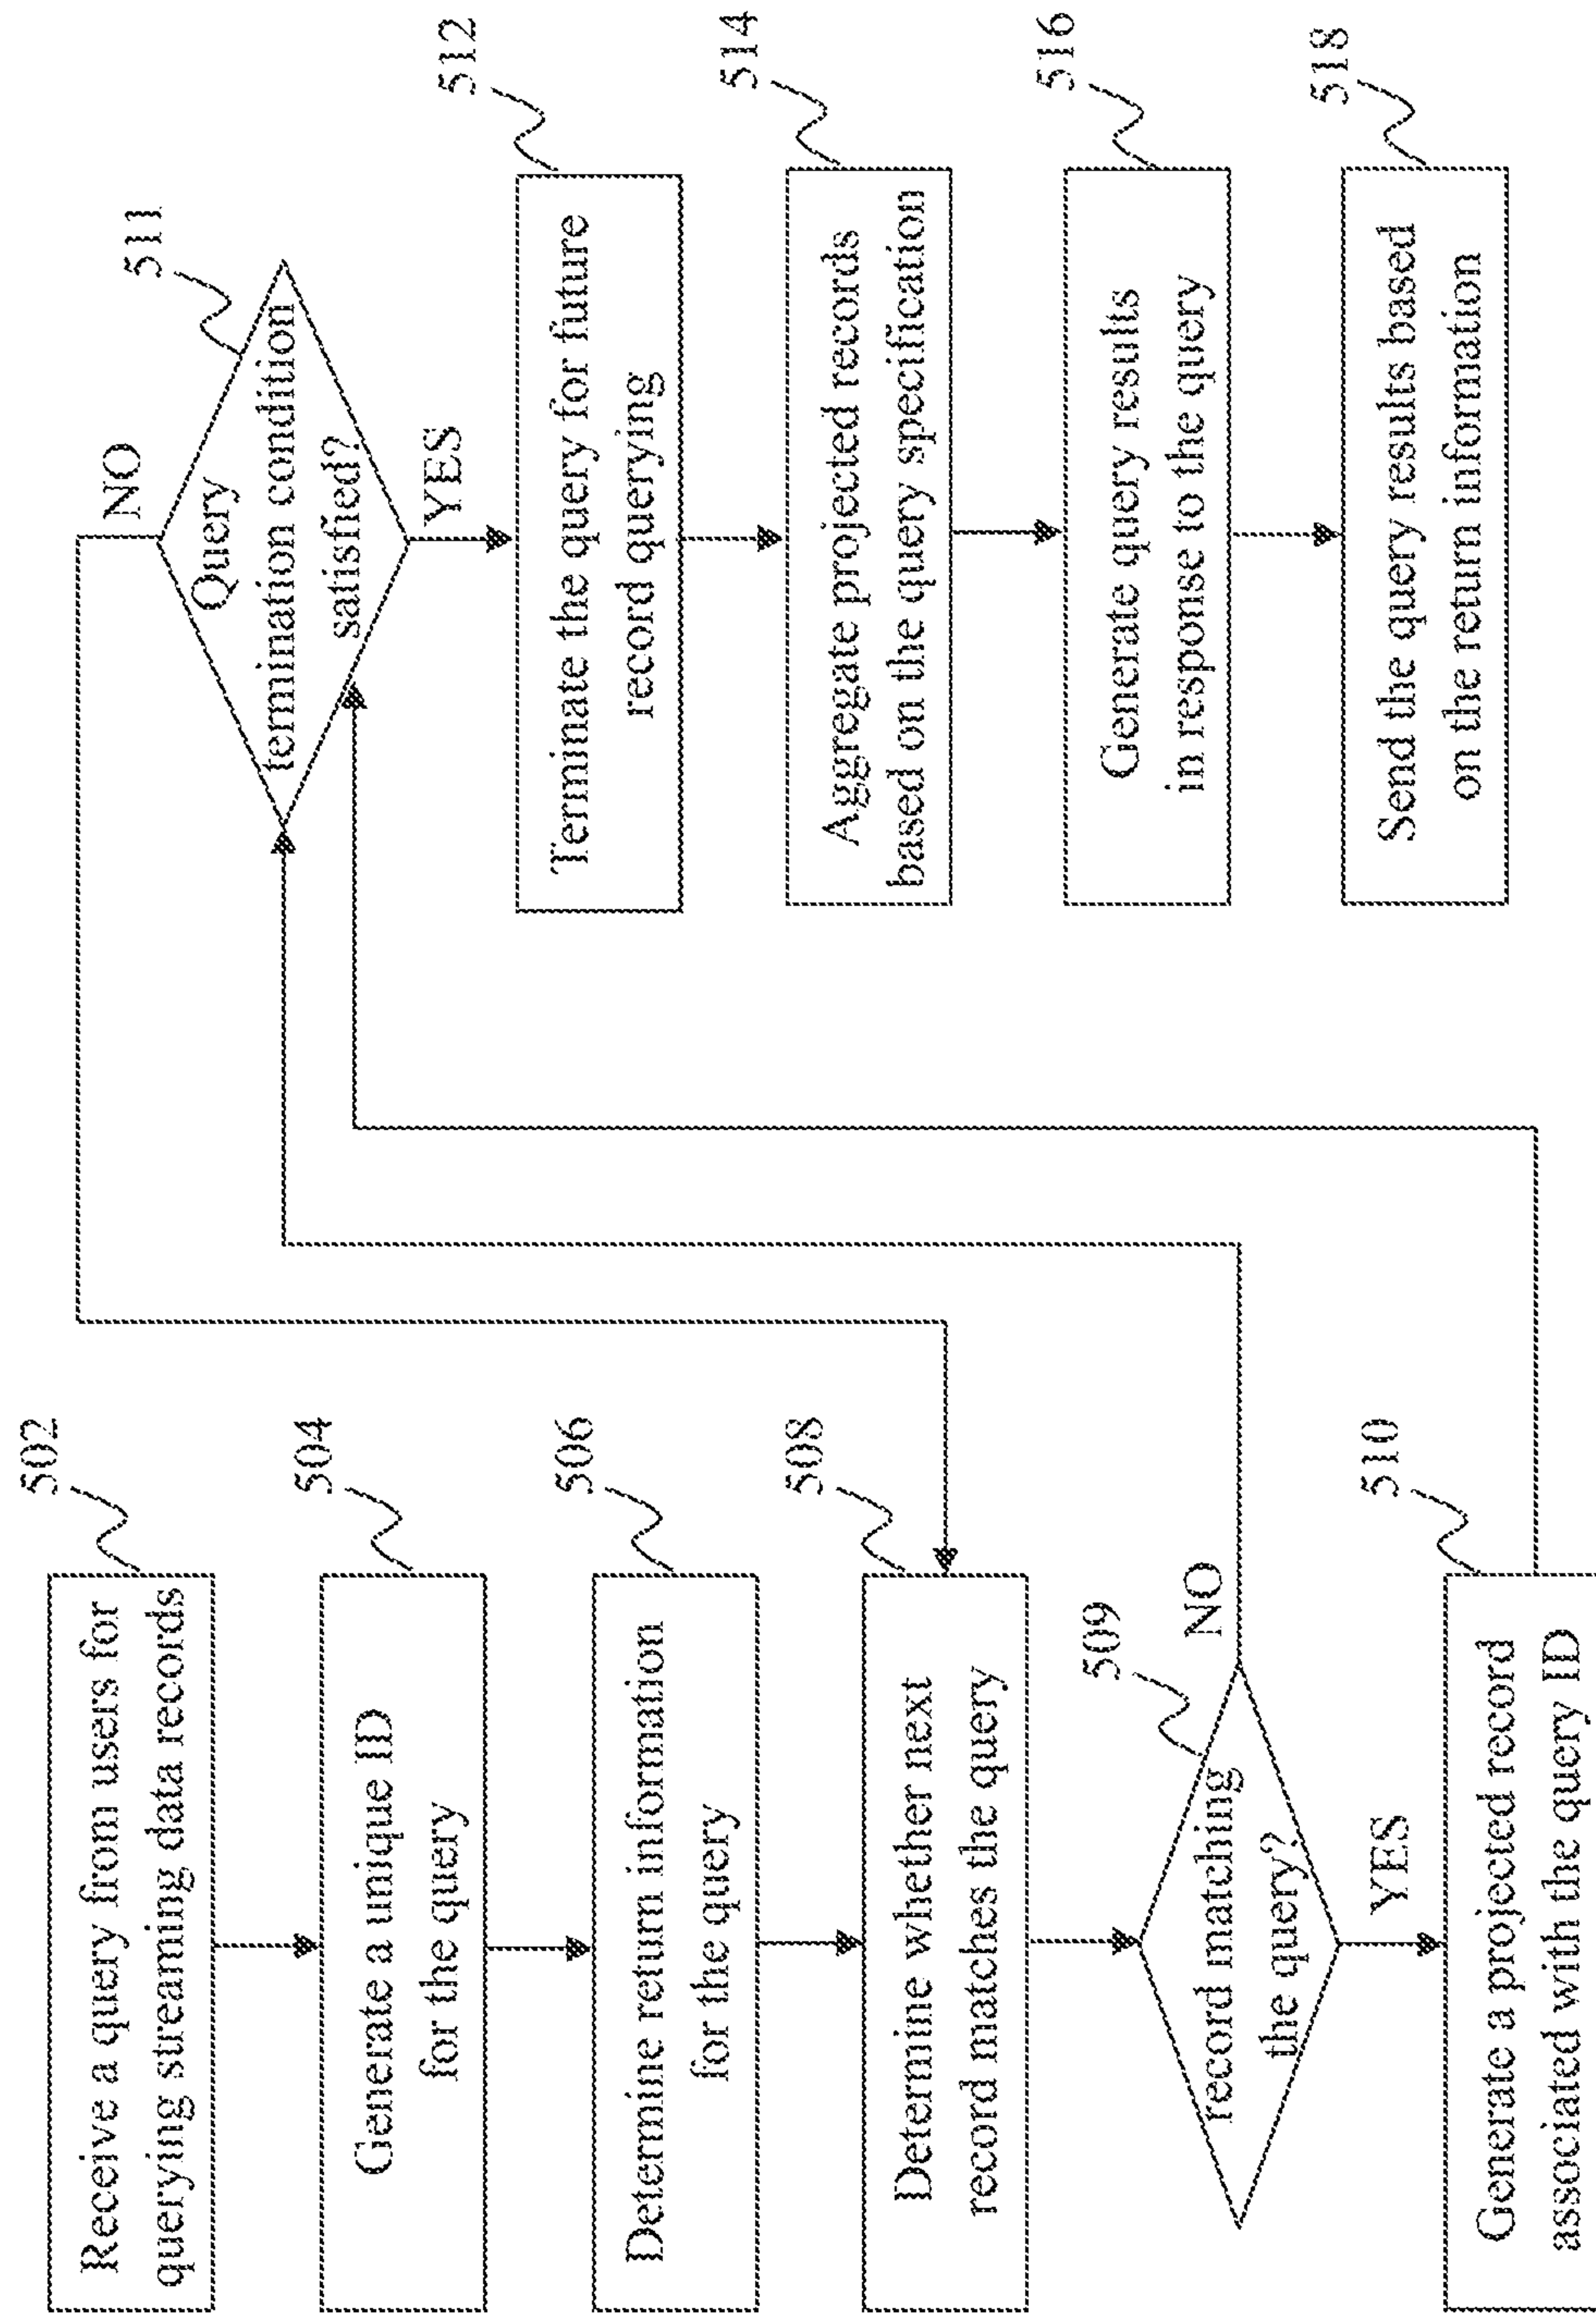 502
Receive a query from users for
querying streaming data records
504
Generate a unique ID
for the query
506
Determine return information
for the query
508
Determine whether next
record matches the query
509
record matching
the query?
NO
YES
510
Generate a projected record
associated with the query ID
511
Query
termination condition
satisfied?
NO
YES
512
Terminate the query for future
record querying
514
Aggregate projected records
based on the query specification
516
Generate query results
in response to the query
518
Send the query results based
on the return information